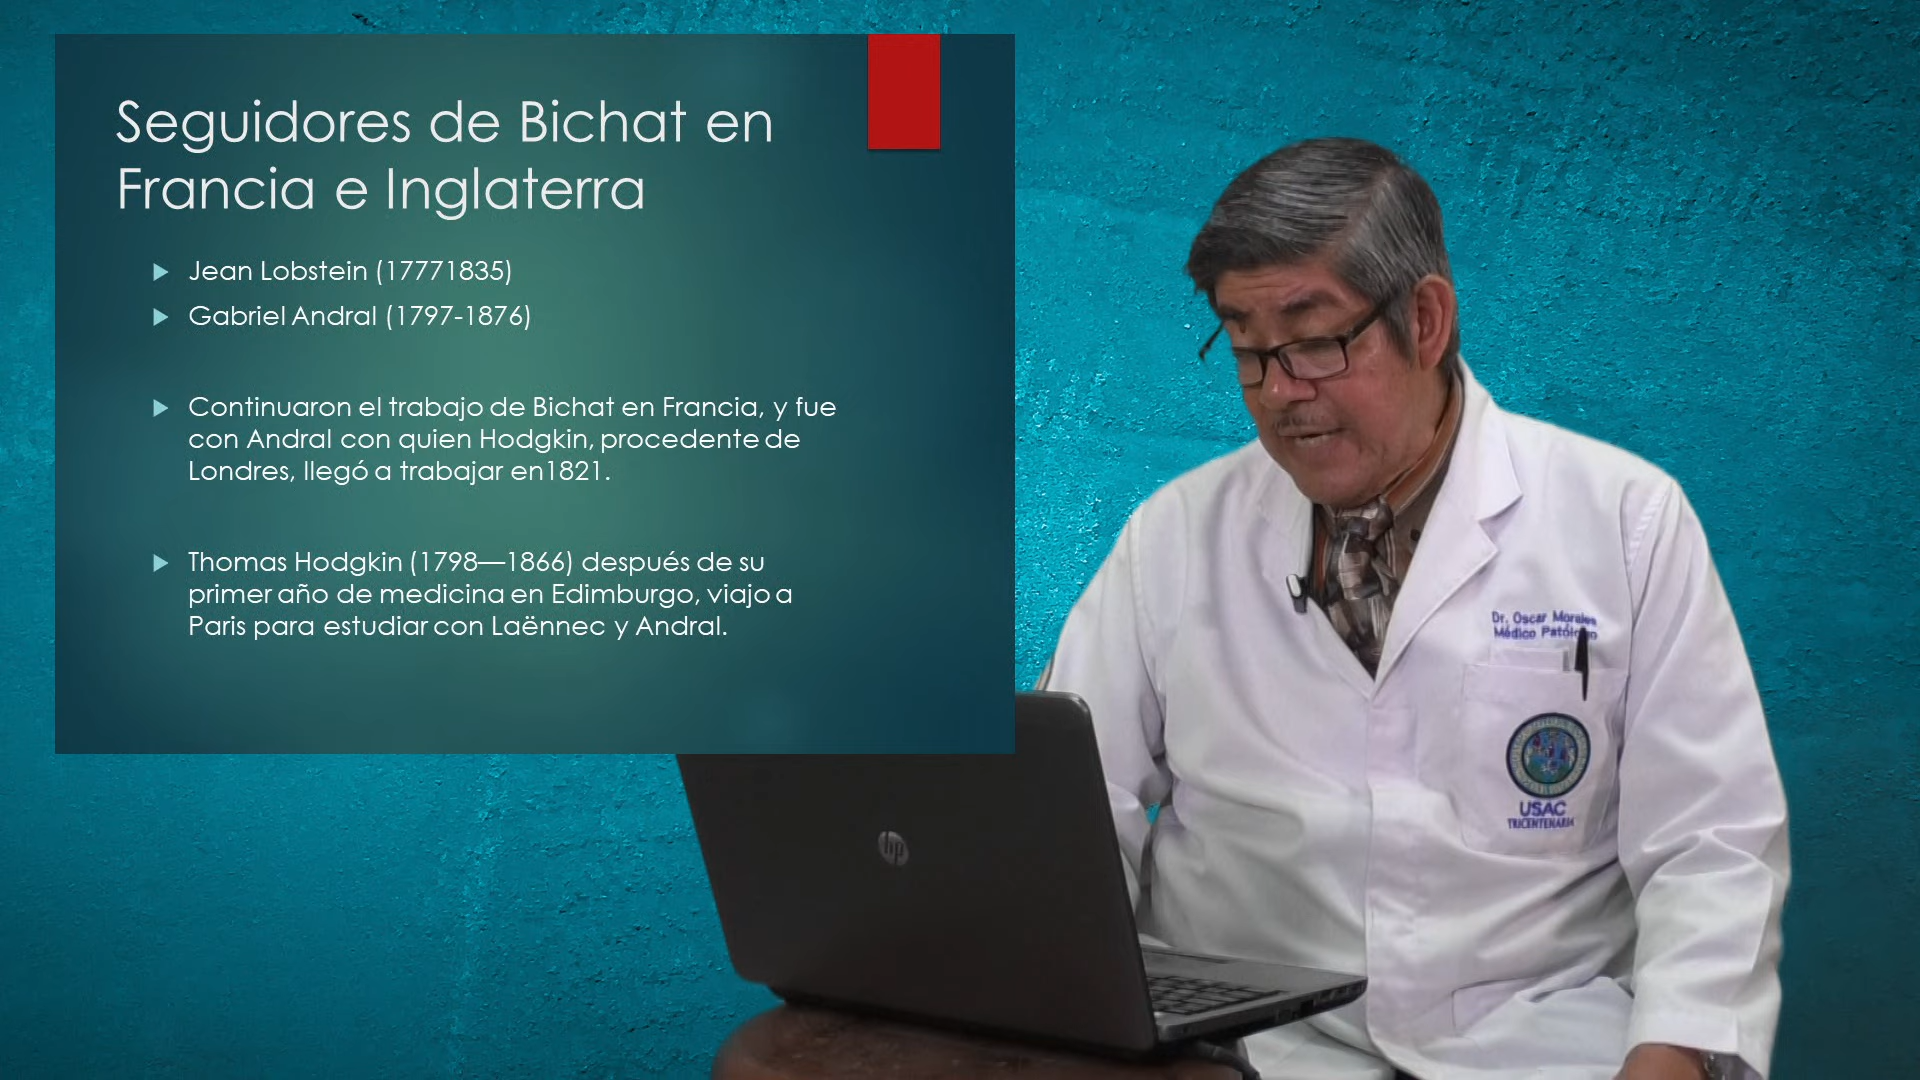 Seguidores de Bichat en
Francia e Inglaterra
Jean Lobstein (17771835)
Gabriel Andral (1797-1876)
Continuaron el trabajo de Bichat en Francia, y fue
con Andral con quien Hodgkin, procedente de
Londres, llegó a trabajar en1821.
Thomas Hodgkin (1798—1866) después de su
primer año de medicina en Edimburgo, viajo a
Paris para estudiar con Laënnec y Andral.
Dr. Oscar Morales
Médico
USAC
TRICENTENARIA
hp